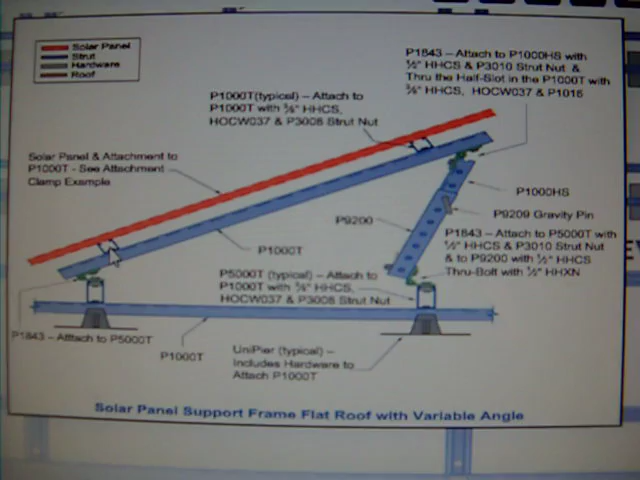 Solar Panel
Strut
Hardware
Roof
P1843 – Attach to P1000HS with
½" HHCS & P3010 Strut Nut &
Thru the Half-Slot in the P1000T with
⅜" HHCS, HOCW037 & P1016
P1000T(typical) – Attach to
P1000T with ⅜" HHCS,
HOCW037 & P3008 Strut Nut
Solar Panel & Attachment to
P1000T - See Attachment
Clamp Example
P1000HS
P9209 Gravity Pin
P9200
P1843 – Attach to P5000T with
½" HHCS & P3010 Strut Nut
& to P9200 with ½" HHCS
Thru-Bolt with ½" HHXN
P1000T
P5000T (typical) – Attach to
P1000T with ⅜" HHCS,
HOCW037 & P3008 Strut Nut
P1843 – Atttach to P5000T
P1000T
UniPier (typical) –
Includes Hardware to
Attach P1000T
Solar Panel Support Frame Flat Roof with Variable Angle